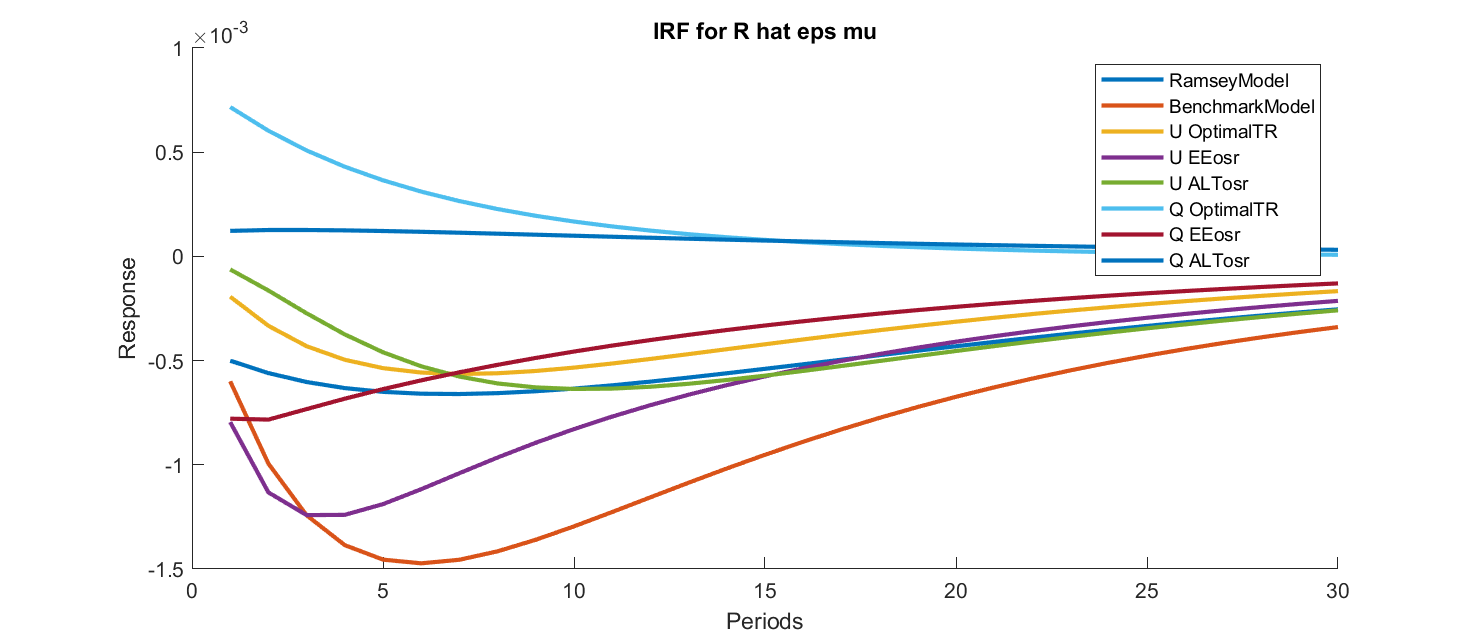 IRF for R hat eps mu
×10-3
1
0.5
0
-0.5
-1
-1.5
Response
0
5
10
15
20
25
30
Periods
RamseyModel
BenchmarkModel
U OptimalTR
U EEosr
U ALTosr
Q OptimalTR
Q EEosr
Q ALTosr